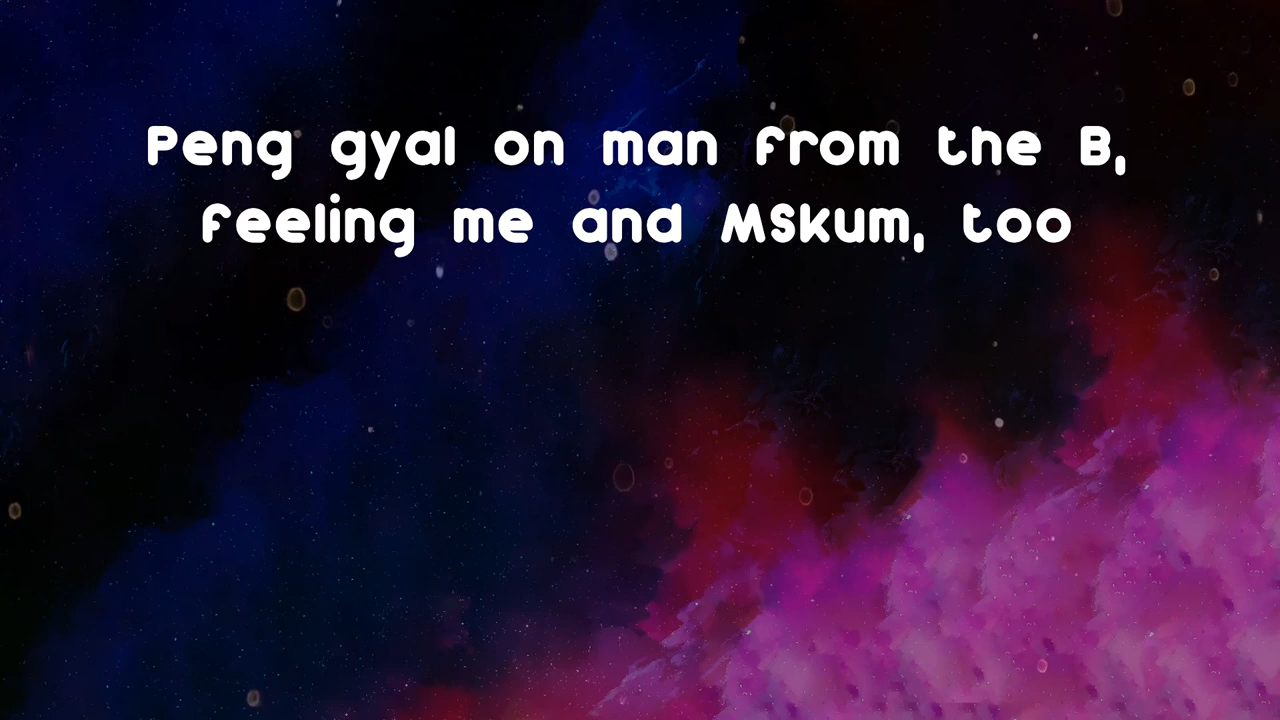 Peng gyal on man from the B,
feeling me and MSkum, too